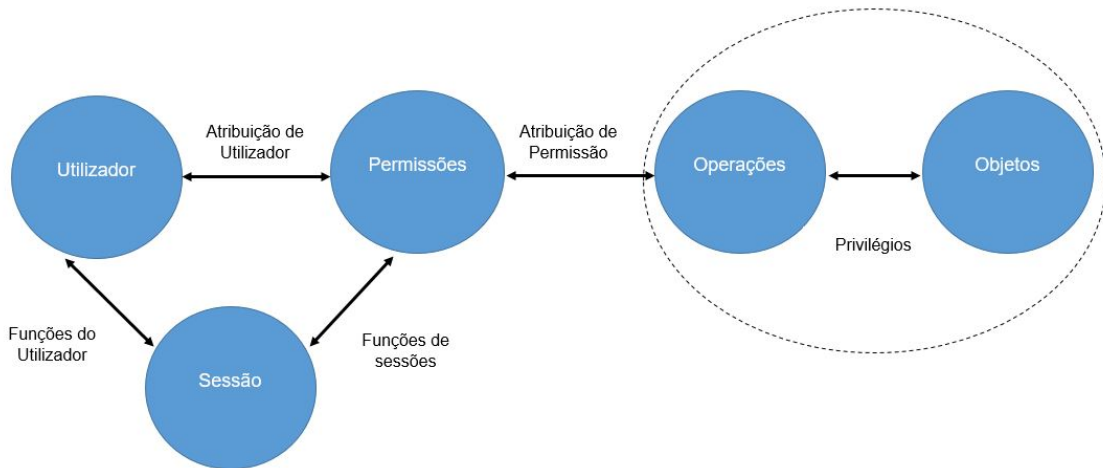 Utilizador
Atribuição de
Utilizador
Permissões
Atribuição de
Permissão
Operações
Objetos
Privilégios
Funções do
Utilizador
Funções de
sessões
Sessão